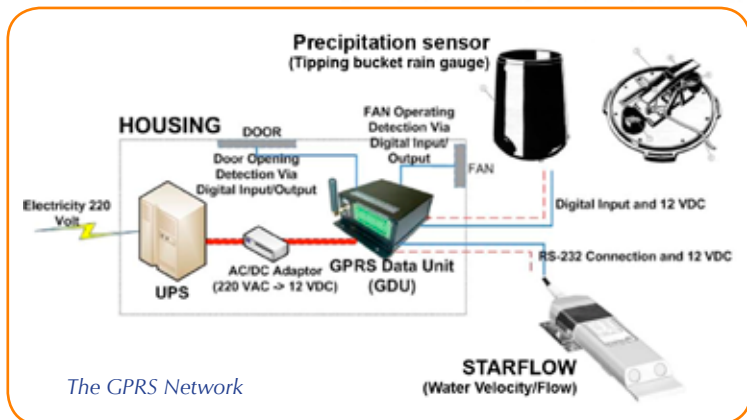 Precipitation sensor
(Tipping bucket rain gauge)
HOUSING
DOOR
Door Opening
Detection Via
Digital Input/Output
FAN Operating
Detection Via
Digital Input/
Output
FAN
Electricity 220
Volt
Digital Input and 12 VDC
RS-232 Connection and 12 VDC
UPS
AC/DC Adaptor
(220 VAC -> 12 VDC)
GPRS Data Unit
(GDU)
STARFLOW
(Water Velocity/Flow)
The GPRS Network